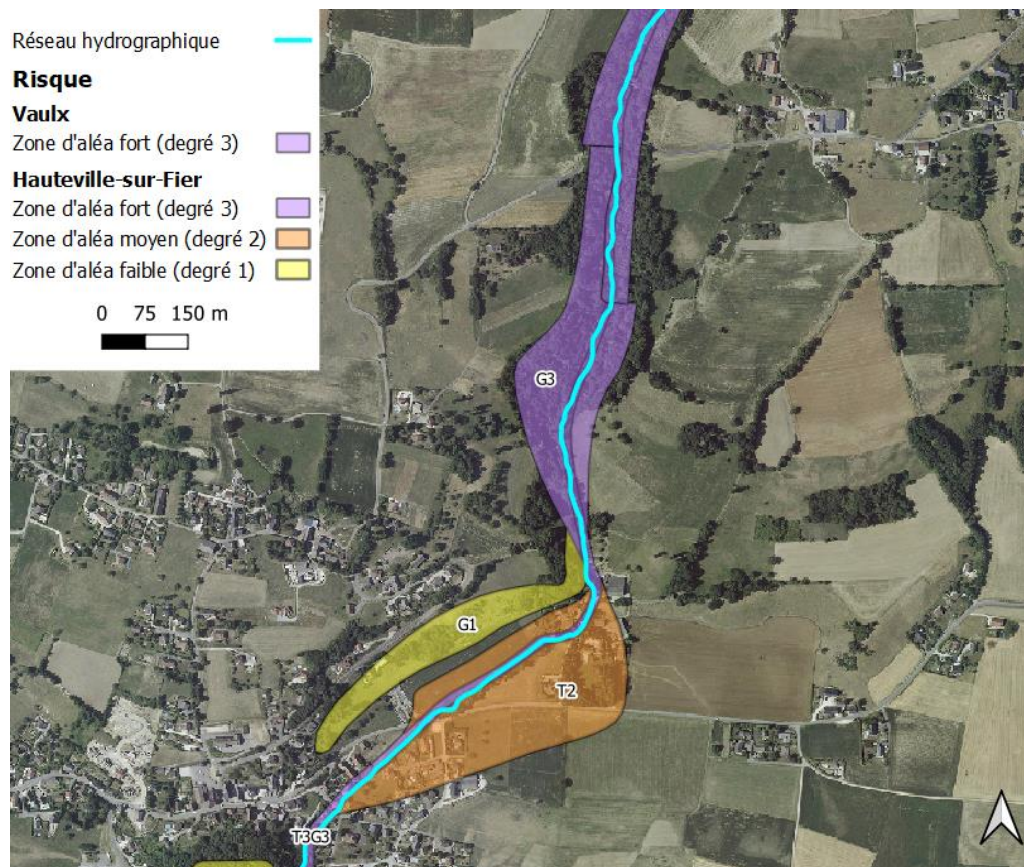 Réseau hydrographique
Risque
Vaulx
Zone d'aléa fort (degré 3)
Hauteville-sur-Fier
Zone d'aléa fort (degré 3)
Zone d'aléa moyen (degré 2)
Zone d'aléa faible (degré 1)
0 75 150 m
G3
G1
T2
T3G3